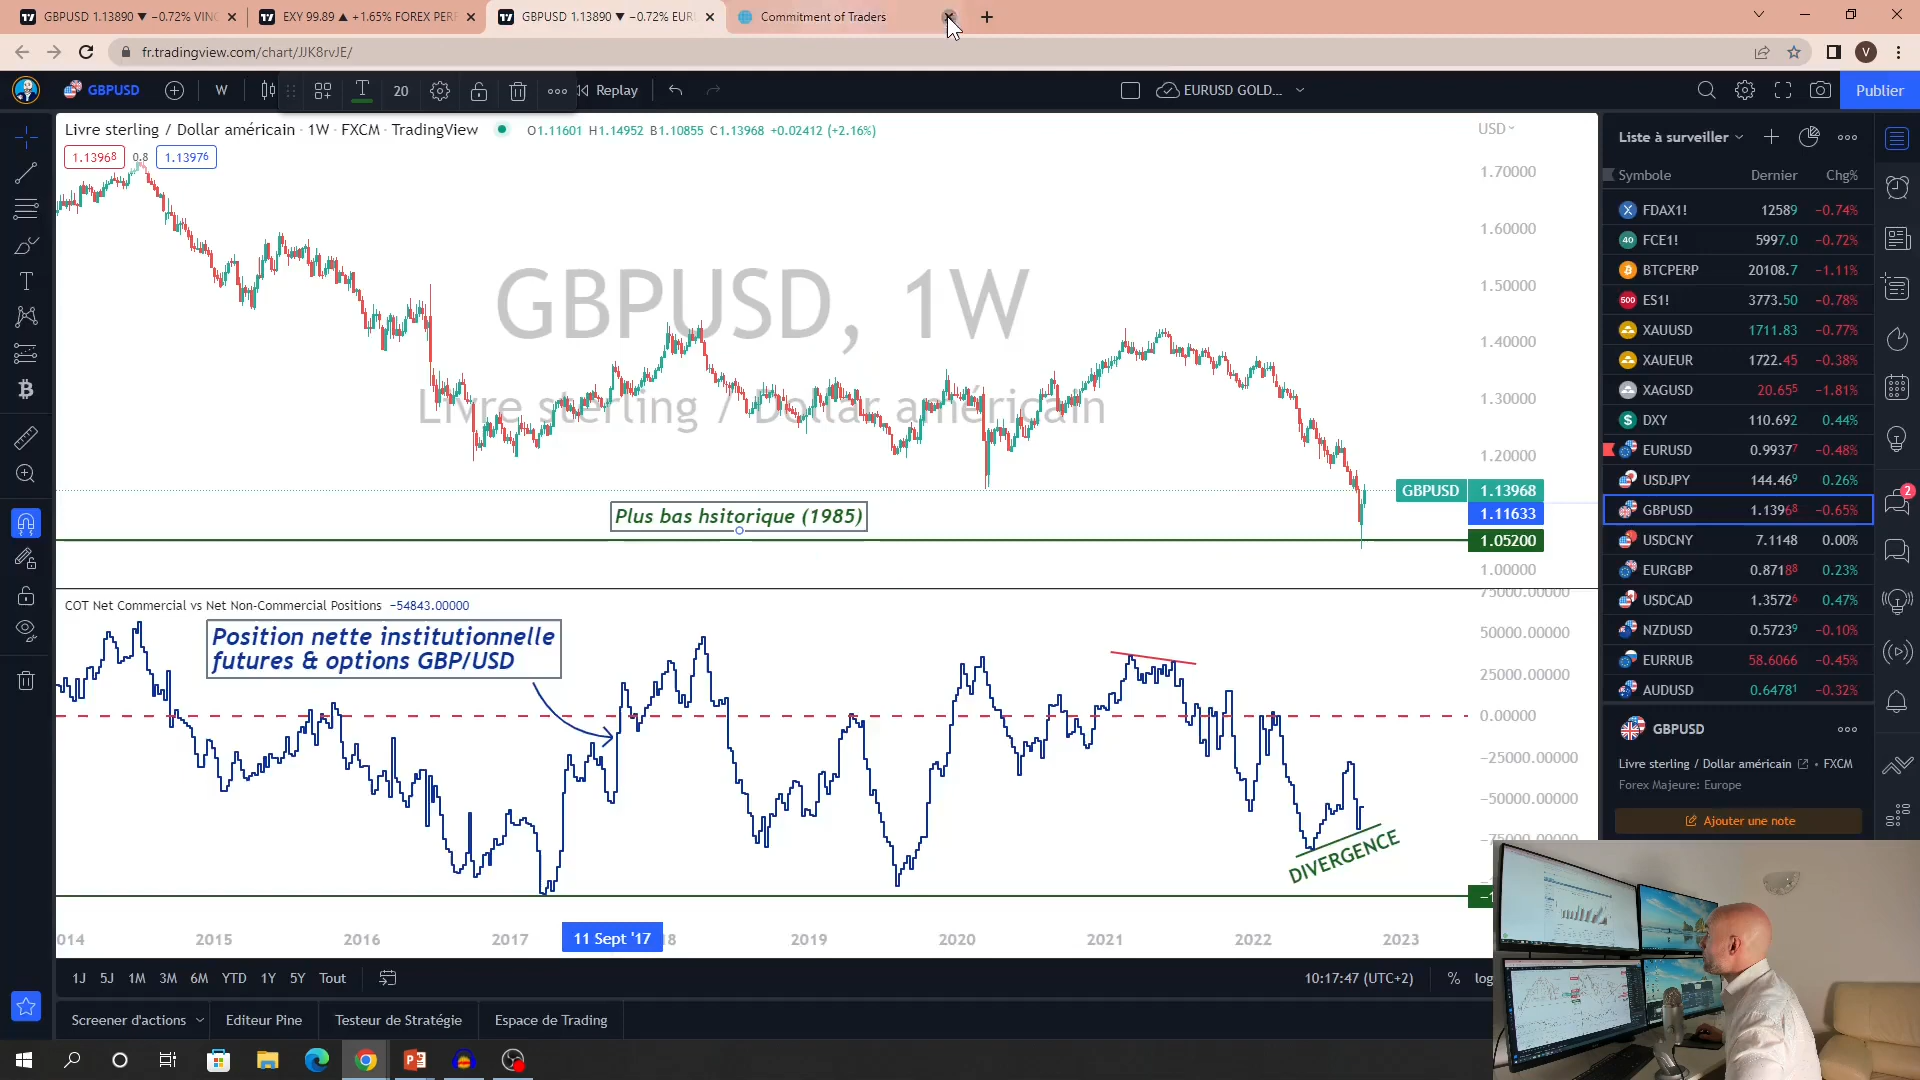 GBPUSD 1.13890 ▼ −0.72% VINC
EXY 99.89 ▲ +1.65% FOREX PERF
GBPUSD 1.13890 ▼ −0.72% EUR
Commitment of Traders
fr.tradingview.com/chart/JJK8rvJE/
V
GBPUSD
W
T
20
Replay
EURUSD GOLD...
Publier
Livre sterling / Dollar américain · 1W · FXCM · TradingView
O1.11601 H1.14952 B1.10855 C1.13968 +0.02412 (+2.16%)
1.13968 0.8 1.13976
USD
1.70000
1.60000
1.50000
1.40000
1.30000
1.20000
GBPUSD, 1W
Livre sterling / Dollar américain
GBPUSD 1.13968
1.11633
Plus bas hsitorique (1985)
1.05200
1.00000
COT Net Commercial vs Net Non-Commercial Positions −54843.00000
75000.00000
50000.00000
25000.00000
0.00000
−25000.00000
−50000.00000
−75000.00000
Position nette institutionnelle
futures & options GBP/USD
DIVERGENCE
−1
014 2015 2016 2017 11 Sept '17 18 2019 2020 2021 2022 2023
1J 5J 1M 3M 6M YTD 1Y 5Y Tout
10:17:47 (UTC+2) % log
Screener d'actions
Editeur Pine
Testeur de Stratégie
Espace de Trading
Liste à surveiller
Symbole Dernier Chg%
FDAX1! 12589 −0.74%
40 FCE1! 5997.0 −0.72%
BTCPERP 20108.7 −1.11%
500 ES1! 3773.50 −0.78%
XAUUSD 1711.83 −0.77%
XAUEUR 1722.45 −0.38%
XAGUSD 20.655 −1.81%
DXY 110.692 0.44%
EURUSD 0.99377 −0.48%
USDJPY 144.469 0.26%
GBPUSD 1.13968 −0.65%
USDCNY 7.1148 0.00%
EURGBP 0.87188 0.23%
USDCAD 1.35726 0.47%
NZDUSD 0.57239 −0.10%
EURRUB 58.6066 −0.45%
AUDUSD 0.64781 −0.32%
2
GBPUSD
Livre sterling / Dollar américain • FXCM
Forex Majeure: Europe
Ajouter une note